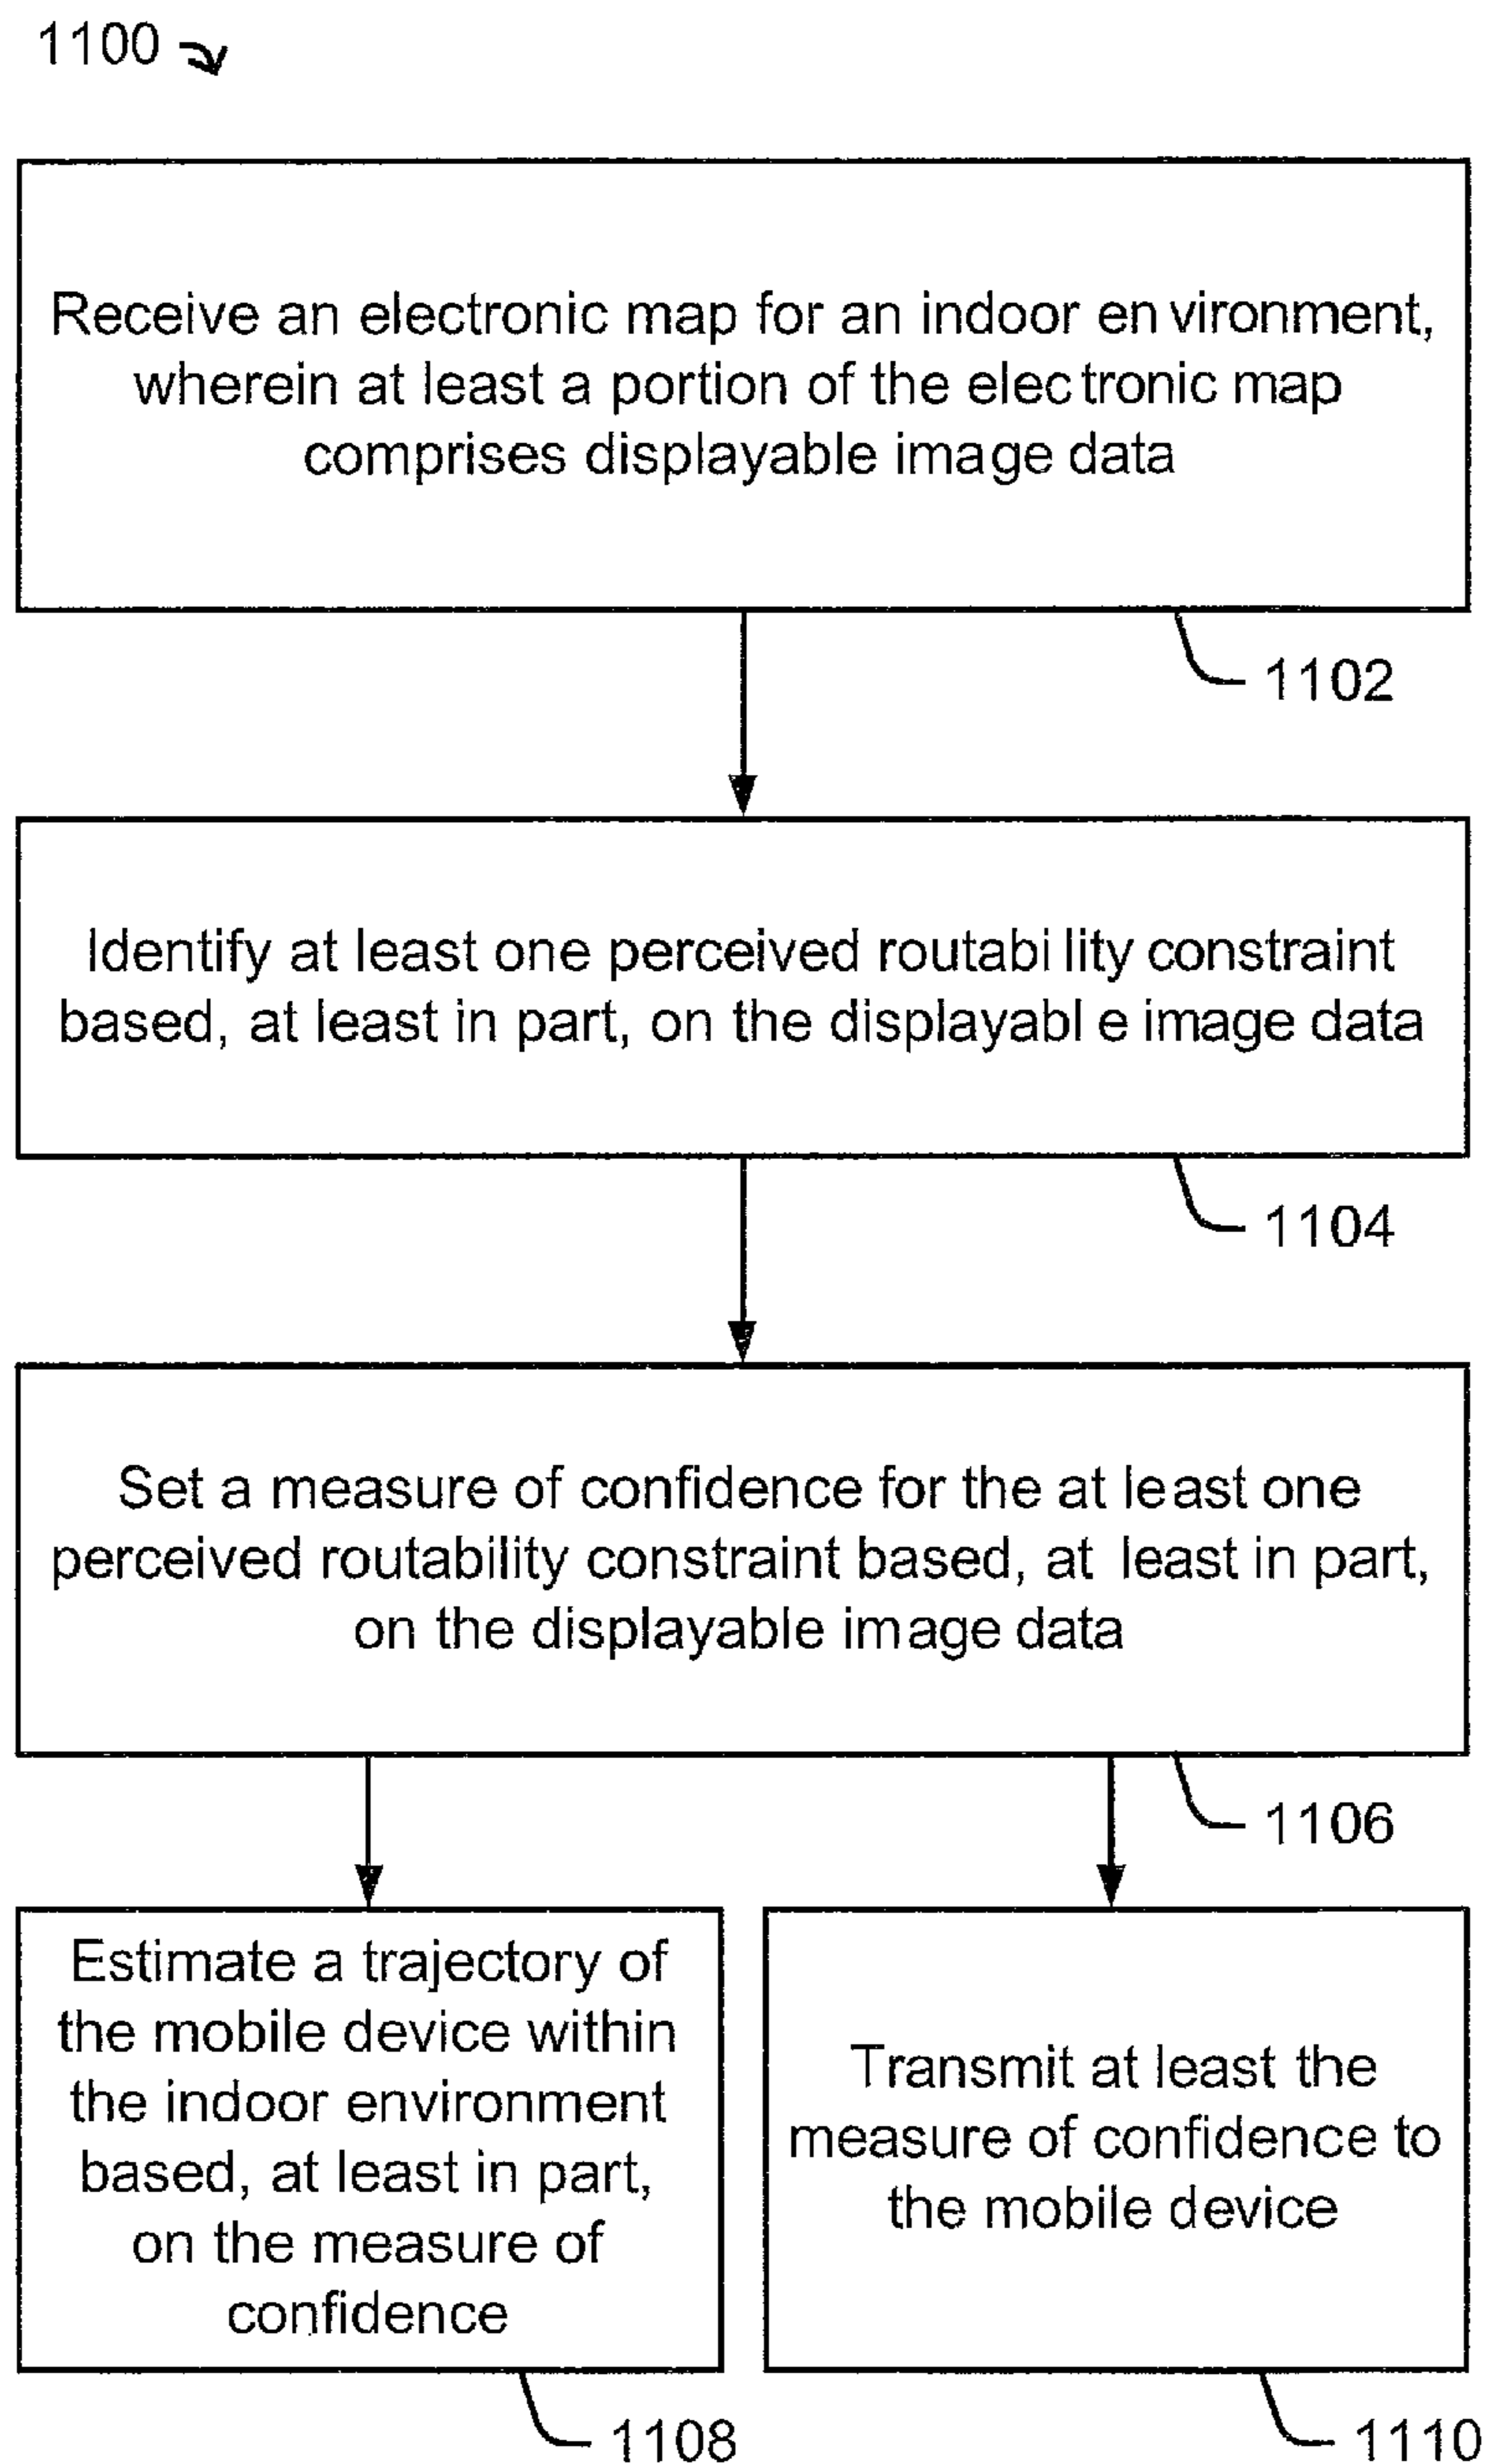 1100
Receive an electronic map for an indoor environment,
wherein at least a portion of the electronic map
comprises displayable image data
1102
Identify at least one perceived routability constraint
based, at least in part, on the displayable image data
1104
Set a measure of confidence for the at least one
perceived routability constraint based, at least in part,
on the displayable image data
1106
Estimate a trajectory of
the mobile device within
the indoor environment
based, at least in part,
on the measure of
confidence
1108
Transmit at least the
measure of confidence to
the mobile device
1110